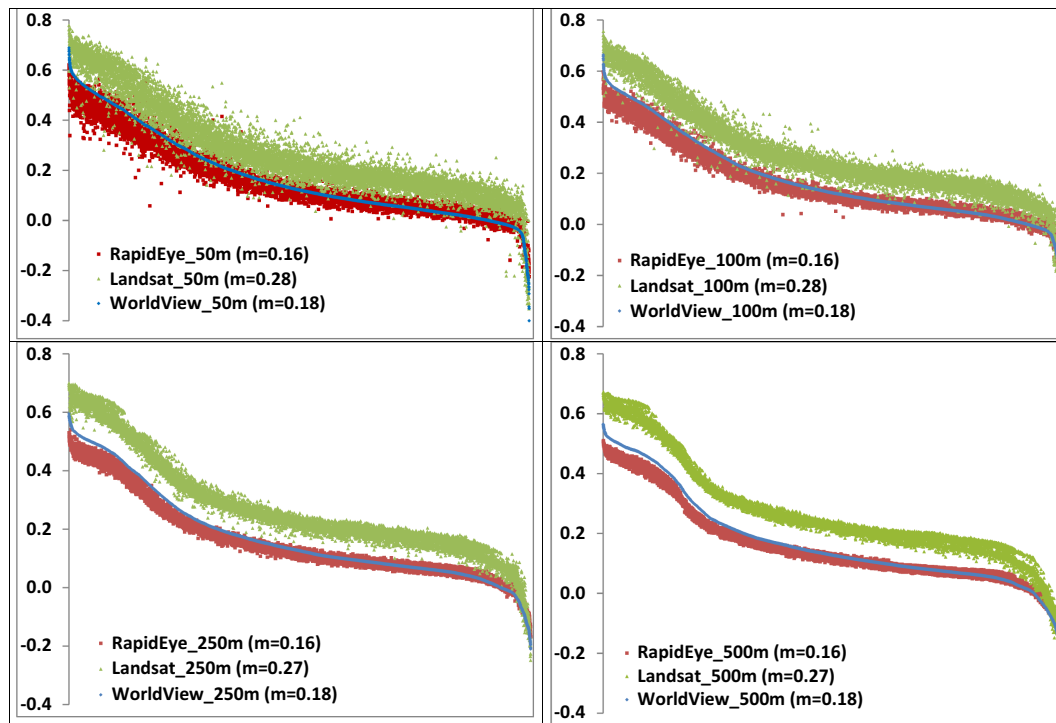 0.8
0.6
0.4
0.2
0.0
-0.2
-0.4
RapidEye_50m (m=0.16)
Landsat_50m (m=0.28)
WorldView_50m (m=0.18)
0.8
0.6
0.4
0.2
0.0
-0.2
-0.4
RapidEye_100m (m=0.16)
Landsat_100m (m=0.28)
WorldView_100m (m=0.18)
0.8
0.6
0.4
0.2
0.0
-0.2
-0.4
RapidEye_250m (m=0.16)
Landsat_250m (m=0.27)
WorldView_250m (m=0.18)
0.8
0.6
0.4
0.2
0.0
-0.2
-0.4
RapidEye_500m (m=0.16)
Landsat_500m (m=0.27)
WorldView_500m (m=0.18)